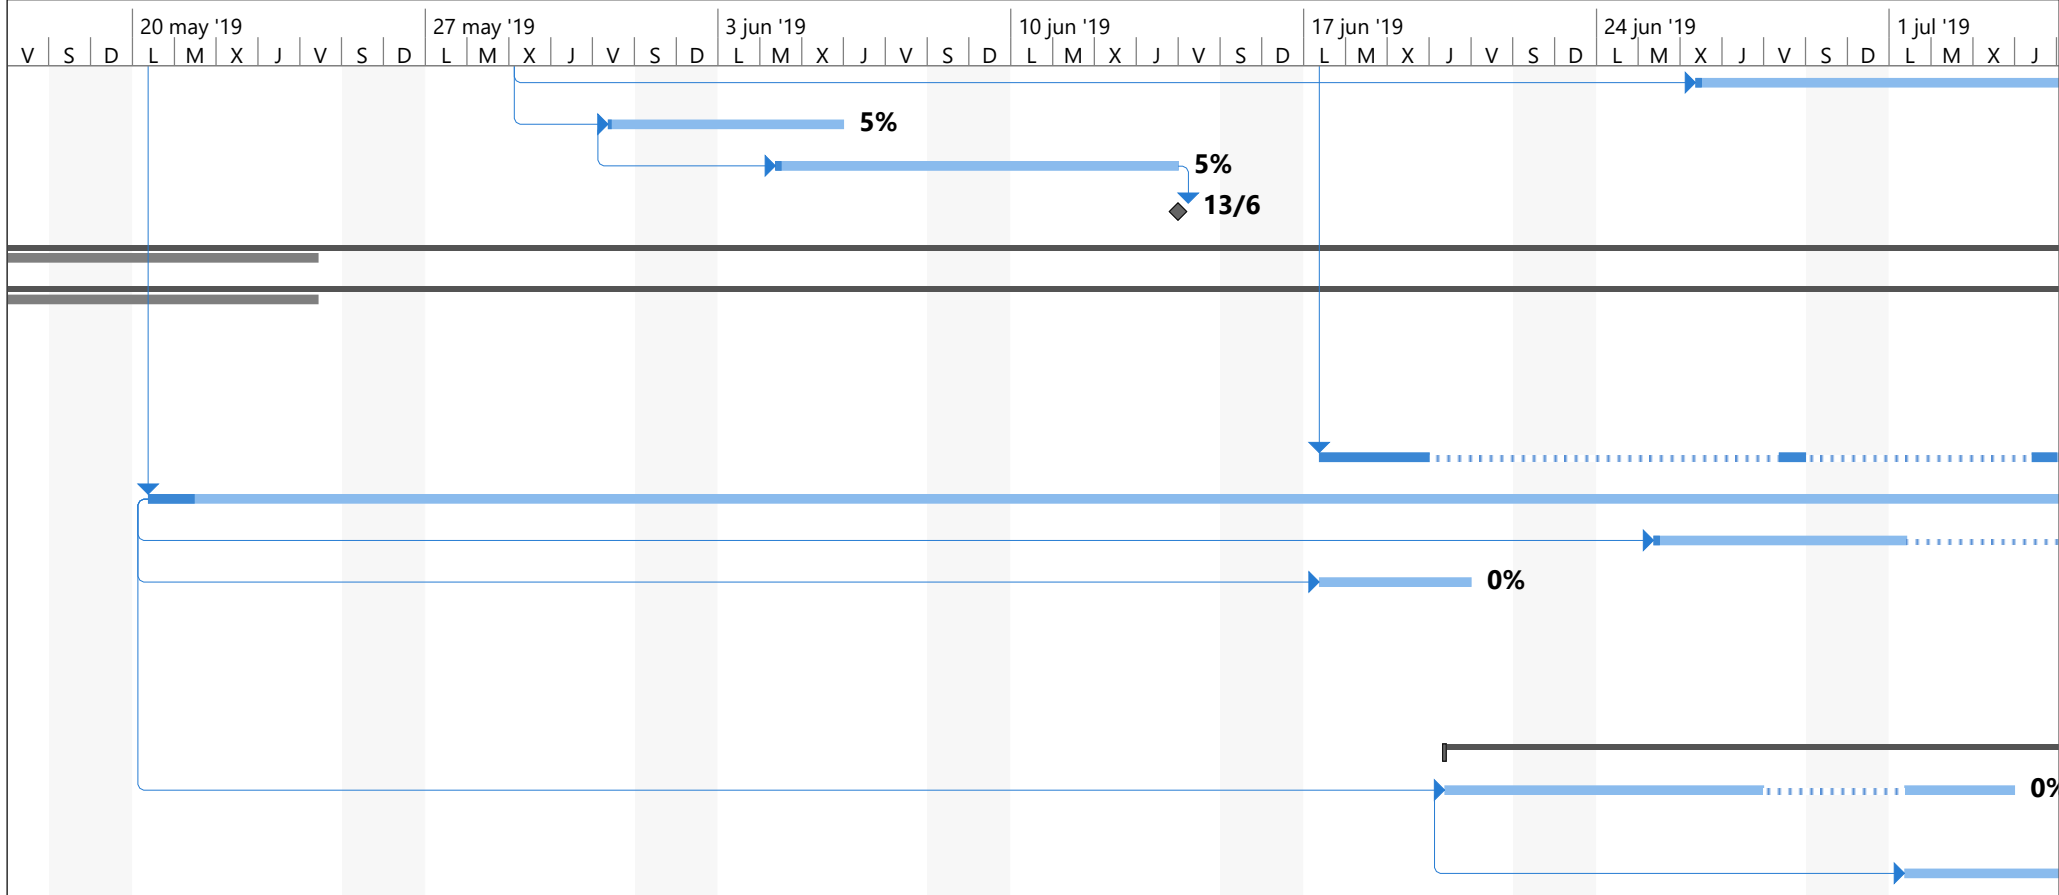 20 may '19 27 may '19 3 jun '19 10 jun '19 17 jun '19 24 jun '19 1 jul '19
V S D L M X J V S D L M X J V S D L M X J V S D L M X J V S D L M X J V S D L M X J V S D L M X J
5%
5%
13/6
0%
0%